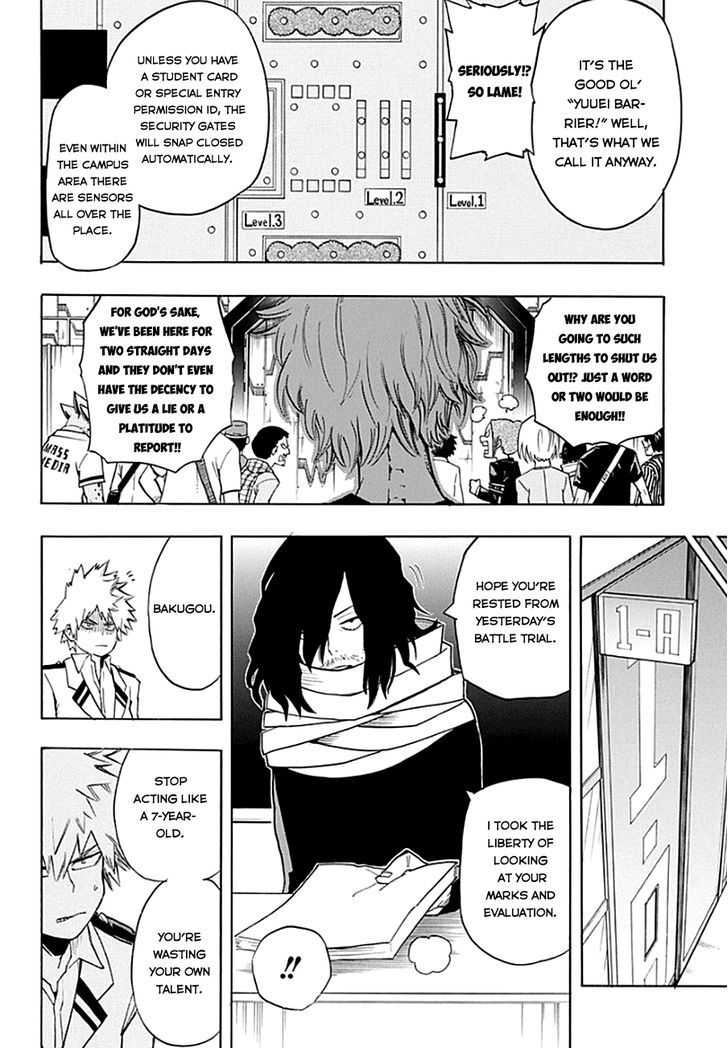 IT'S THE
GOOD OL'
"YUUEI BAR-
RIER!" WELL,
THAT'S WHAT WE
CALL IT ANYWAY.
SERIOUSLY!?
SO LAME!
UNLESS YOU HAVE
A STUDENT CARD
OR SPECIAL ENTRY
PERMISSION ID, THE
SECURITY GATES
WILL SNAP CLOSED
AUTOMATICALLY.
EVEN WITHIN
THE CAMPUS
AREA THERE
ARE SENSORS
ALL OVER THE
PLACE.
Level.1
Level.2
Level.3
WHY ARE YOU
GOING TO SUCH
LENGTHS TO SHUT US
OUT!? JUST A WORD
OR TWO WOULD BE
ENOUGH!!
FOR GOD'S SAKE,
WE'VE BEEN HERE FOR
TWO STRAIGHT DAYS
AND THEY DON'T EVEN
HAVE THE DECENCY TO
GIVE US A LIE OR A
PLATITUDE TO
REPORT!!
MASS
MEDIA
1-A
HOPE YOU'RE
RESTED FROM
YESTERDAY'S
BATTLE TRIAL.
I TOOK THE
LIBERTY OF
LOOKING
AT YOUR
MARKS AND
EVALUATION.
!!
BAKUGOU.
STOP
ACTING LIKE
A 7-YEAR-
OLD.
YOU'RE
WASTING
YOUR OWN
TALENT.